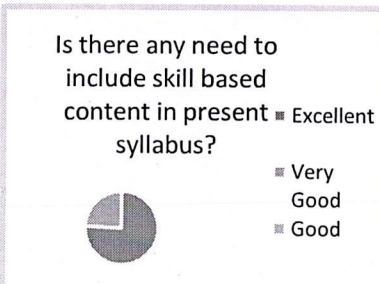 Is there any need to
include skill based
content in present
syllabus?
Excellent
Very
Good
Good